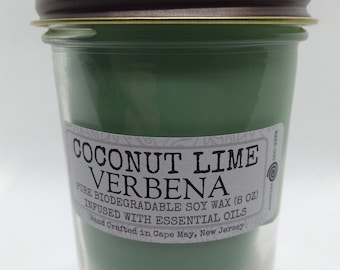 COCONUT LIME
VERBENA
PURE BIODEGRADABLE SOY WAX (8 OZ)
INFUSED WITH ESSENTIAL OILS
Hand Crafted in Cape May, New Jersey